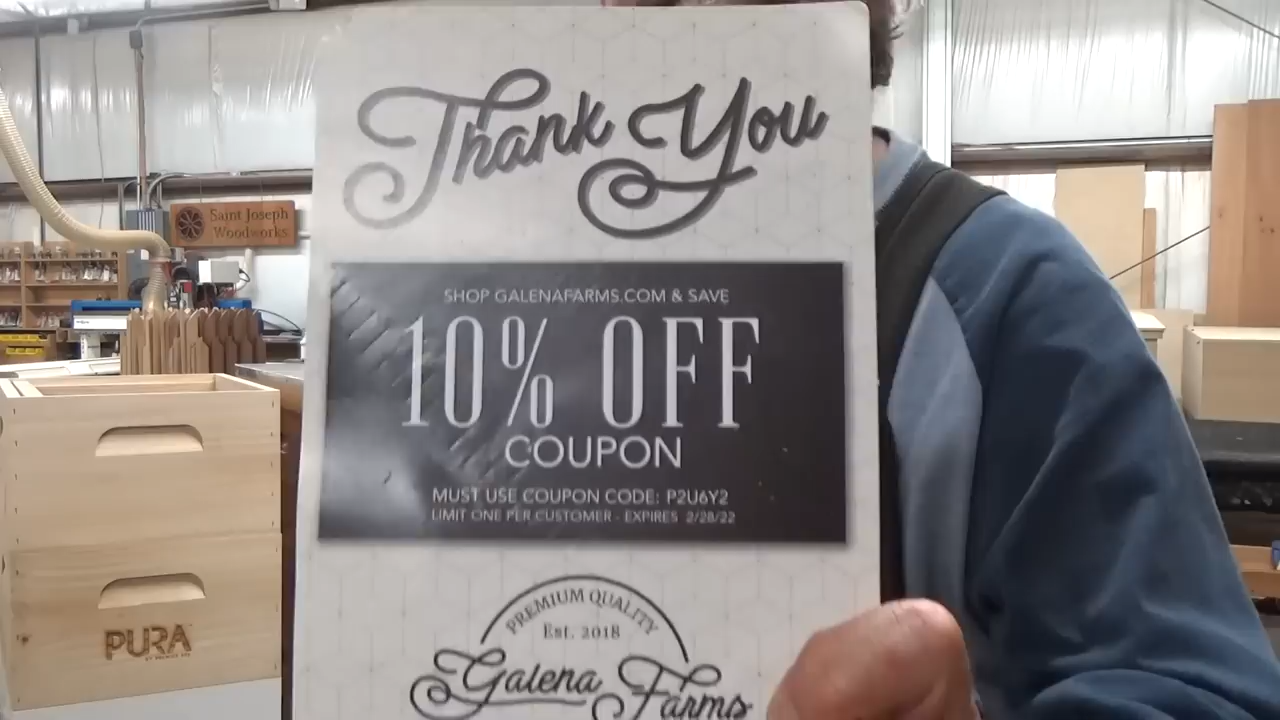 Thank You
Saint Joseph
Woodworks
SHOP GALENAFARMS.COM & SAVE
10% OFF
COUPON
MUST USE COUPON CODE: P2U6Y2
LIMIT ONE PER CUSTOMER - EXPIRES 2/28/22
PREMIUM QUALITY
Est. 2018
Galena Farms
PURA